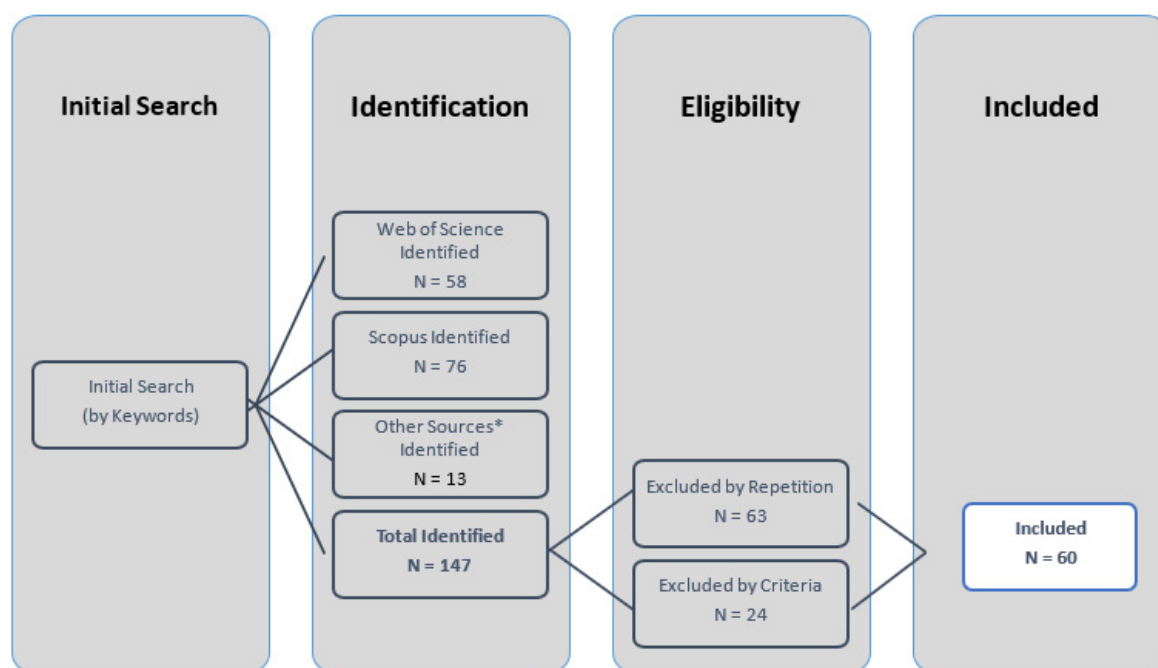 Initial Search
Identification
Eligibility
Included
Initial Search
(by Keywords)
Web of Science
Identified
N = 58
Scopus Identified
N = 76
Other Sources*
Identified
N = 13
Total Identified
N = 147
Excluded by Repetition
N = 63
Excluded by Criteria
N = 24
Included
N = 60